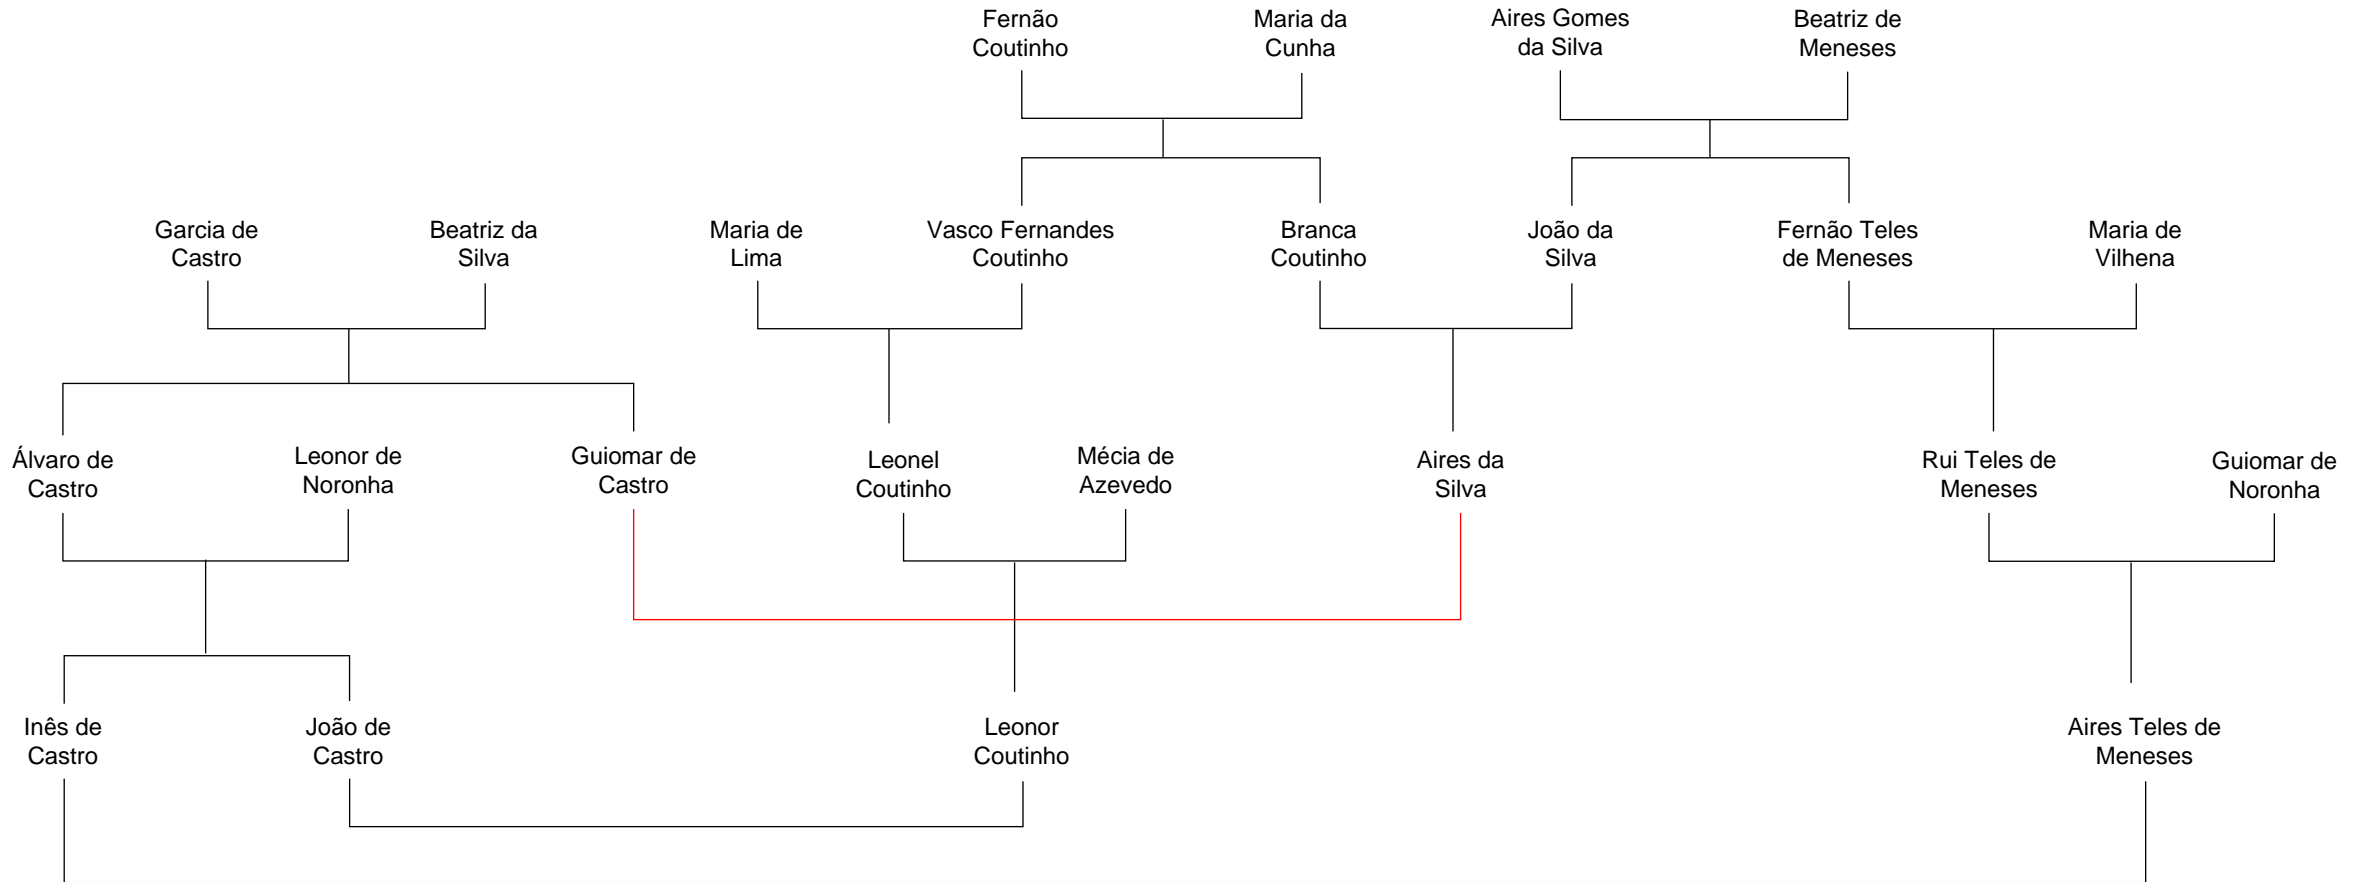 Fernão
Coutinho
Maria da
Cunha
Aires Gomes
da Silva
Beatriz de
Meneses
Garcia de
Castro
Beatriz da
Silva
Maria de
Lima
Vasco Fernandes
Coutinho
Branca
Coutinho
João da
Silva
Fernão Teles
de Meneses
Maria de
Vilhena
Álvaro de
Castro
Leonor de
Noronha
Guiomar de
Castro
Leonel
Coutinho
Mécia de
Azevedo
Aires da
Silva
Rui Teles de
Meneses
Guiomar de
Noronha
Inês de
Castro
João de
Castro
Leonor
Coutinho
Aires Teles de
Meneses